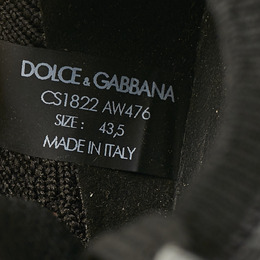 DOLCE & GABBANA
CS1822 AW476
SIZE: 43,5
MADE IN ITALY